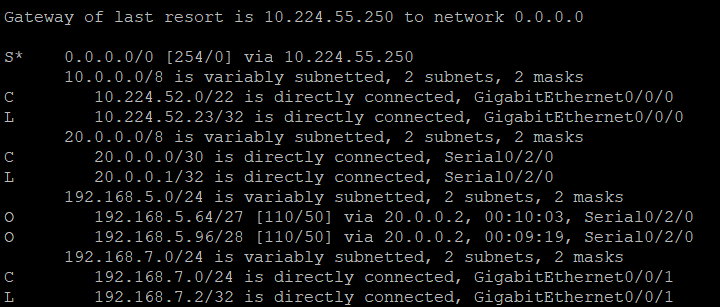 Gateway of last resort is 10.224.55.250 to network 0.0.0.0
S*    0.0.0.0/0 [254/0] via 10.224.55.250
      10.0.0.0/8 is variably subnetted, 2 subnets, 2 masks
C        10.224.52.0/22 is directly connected, GigabitEthernet0/0/0
L        10.224.52.23/32 is directly connected, GigabitEthernet0/0/0
      20.0.0.0/8 is variably subnetted, 2 subnets, 2 masks
C        20.0.0.0/30 is directly connected, Serial0/2/0
L        20.0.0.1/32 is directly connected, Serial0/2/0
      192.168.5.0/24 is variably subnetted, 2 subnets, 2 masks
O        192.168.5.64/27 [110/50] via 20.0.0.2, 00:10:03, Serial0/2/0
O        192.168.5.96/28 [110/50] via 20.0.0.2, 00:09:19, Serial0/2/0
      192.168.7.0/24 is variably subnetted, 2 subnets, 2 masks
C        192.168.7.0/24 is directly connected, GigabitEthernet0/0/1
L        192.168.7.2/32 is directly connected, GigabitEthernet0/0/1